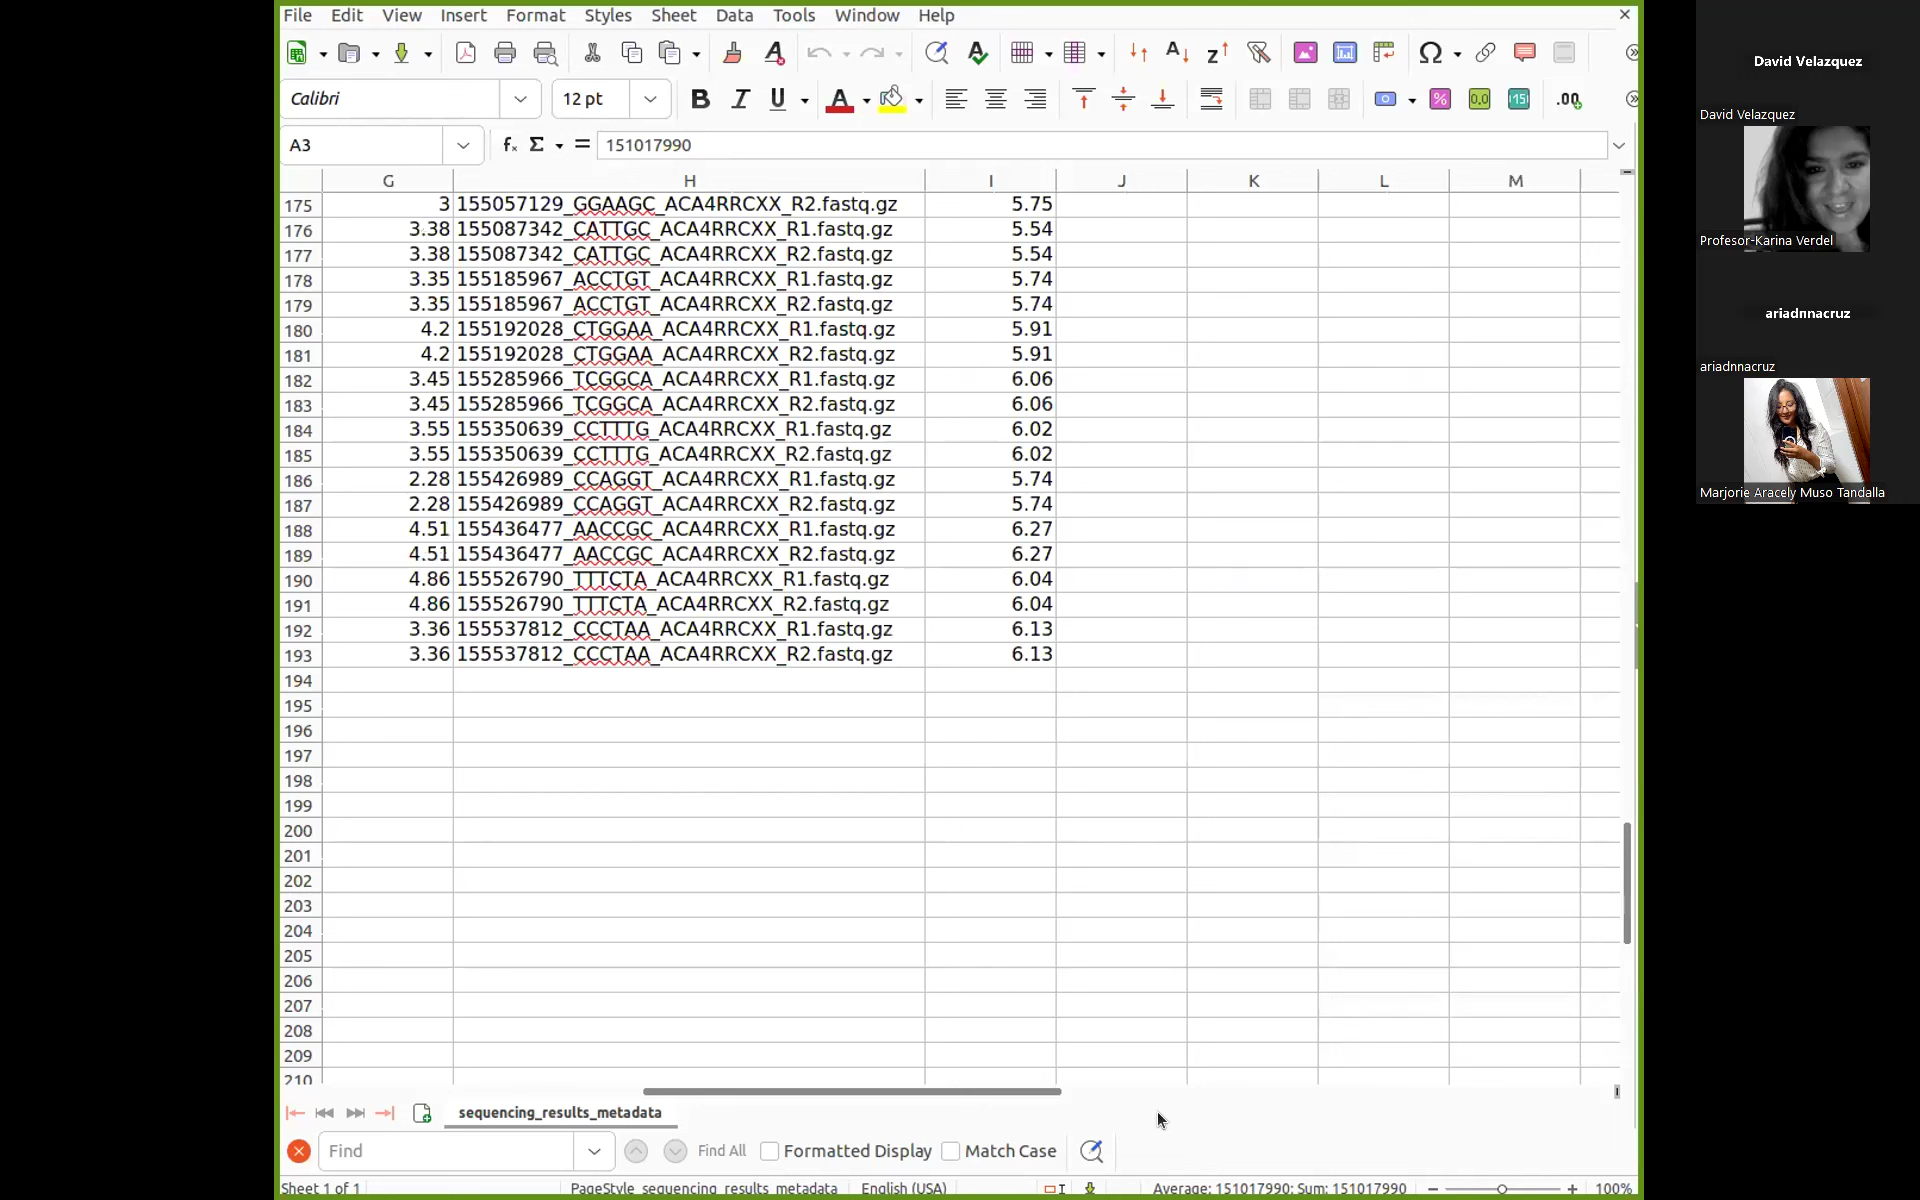 File Edit View Insert Format Styles Sheet Data Tools Window Help
Calibri 12 pt
A3 151017990
G H I J K L M
175 3 155057129_GGAAGC_ACA4RRCXX_R2.fastq.gz 5.75
176 3.38 155087342_CATTGC_ACA4RRCXX_R1.fastq.gz 5.54
177 3.38 155087342_CATTGC_ACA4RRCXX_R2.fastq.gz 5.54
178 3.35 155185967_ACCTGT_ACA4RRCXX_R1.fastq.gz 5.74
179 3.35 155185967_ACCTGT_ACA4RRCXX_R2.fastq.gz 5.74
180 4.2 155192028_CTGGAA_ACA4RRCXX_R1.fastq.gz 5.91
181 4.2 155192028_CTGGAA_ACA4RRCXX_R2.fastq.gz 5.91
182 3.45 155285966_TCGGCA_ACA4RRCXX_R1.fastq.gz 6.06
183 3.45 155285966_TCGGCA_ACA4RRCXX_R2.fastq.gz 6.06
184 3.55 155350639_CCTTTG_ACA4RRCXX_R1.fastq.gz 6.02
185 3.55 155350639_CCTTTG_ACA4RRCXX_R2.fastq.gz 6.02
186 2.28 155426989_CCAGGT_ACA4RRCXX_R1.fastq.gz 5.74
187 2.28 155426989_CCAGGT_ACA4RRCXX_R2.fastq.gz 5.74
188 4.51 155436477_AACCGC_ACA4RRCXX_R1.fastq.gz 6.27
189 4.51 155436477_AACCGC_ACA4RRCXX_R2.fastq.gz 6.27
190 4.86 155526790_TTTCTA_ACA4RRCXX_R1.fastq.gz 6.04
191 4.86 155526790_TTTCTA_ACA4RRCXX_R2.fastq.gz 6.04
192 3.36 155537812_CCCTAA_ACA4RRCXX_R1.fastq.gz 6.13
193 3.36 155537812_CCCTAA_ACA4RRCXX_R2.fastq.gz 6.13
194
195
196
197
198
199
200
201
202
203
204
205
206
207
208
209
210
sequencing_results_metadata
Find Find All Formatted Display Match Case
Sheet 1 of 1 PageStyle_sequencing_results_metadata English (USA) Average: 151017990; Sum: 151017990 100%
David Velazquez
David Velazquez
Profesor-Karina Verdel
ariadnnacruz
ariadnnacruz
Marjorie Aracely Muso Tandalla